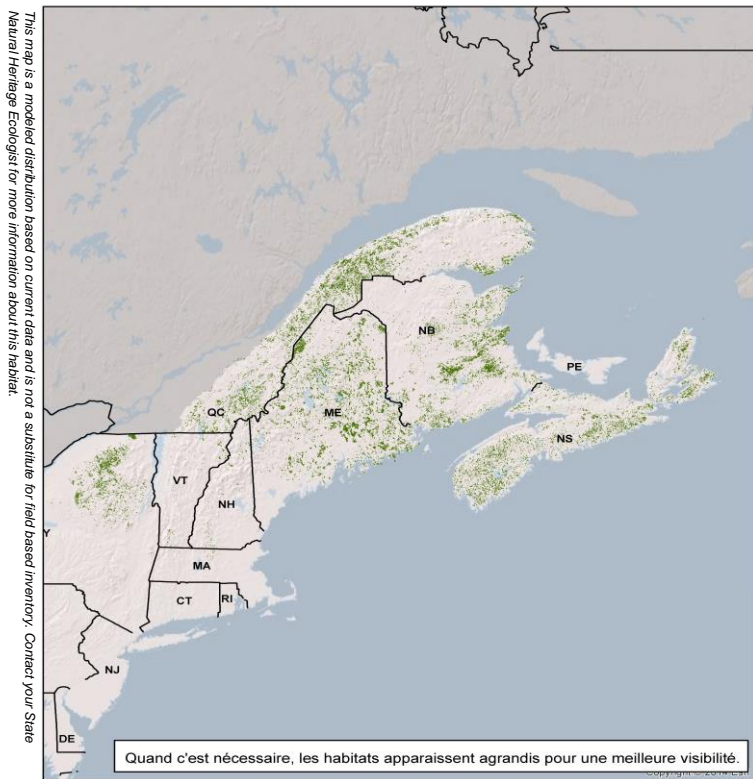 This map is a modeled distribution based on current data and is not a substitute for field based inventory. Contact your State
Natural Heritage Ecologist for more information about this habitat.
NB
PE
QC
ME
NS
VT
NH
Y
MA
CT
RI
NJ
DE
Quand c'est nécessaire, les habitats apparaissent agrandis pour une meilleure visibilité.